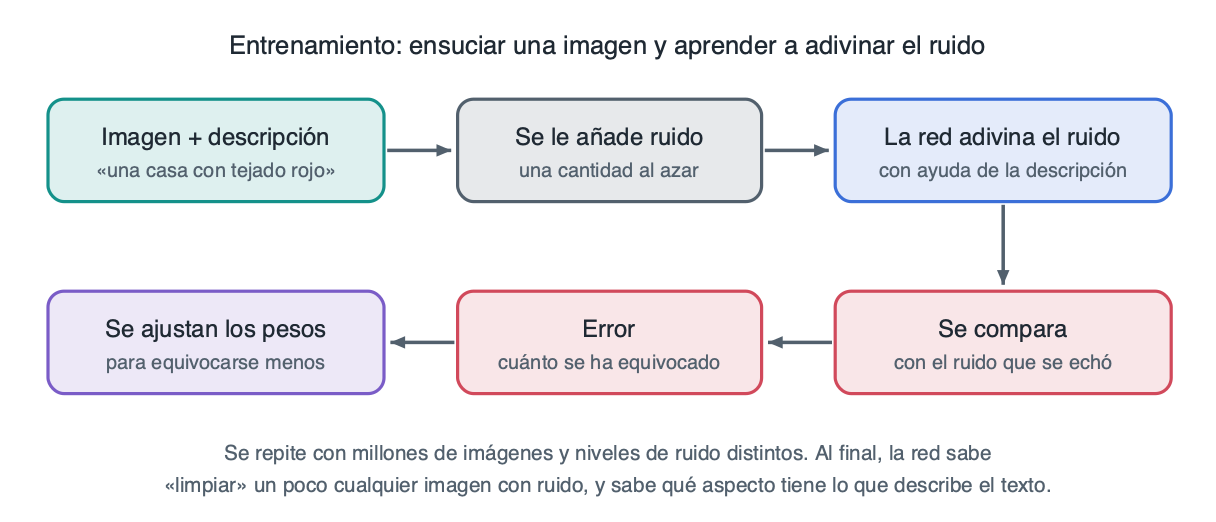 Entrenamiento: ensuciar una imagen y aprender a adivinar el ruido
Imagen + descripción
«una casa con tejado rojo»
Se le añade ruido
una cantidad al azar
La red adivina el ruido
con ayuda de la descripción
Se ajustan los pesos
para equivocarse menos
Error
cuánto se ha equivocado
Se compara
con el ruido que se echó
Se repite con millones de imágenes y niveles de ruido distintos. Al final, la red sabe
«limpiar» un poco cualquier imagen con ruido, y sabe qué aspecto tiene lo que describe el texto.